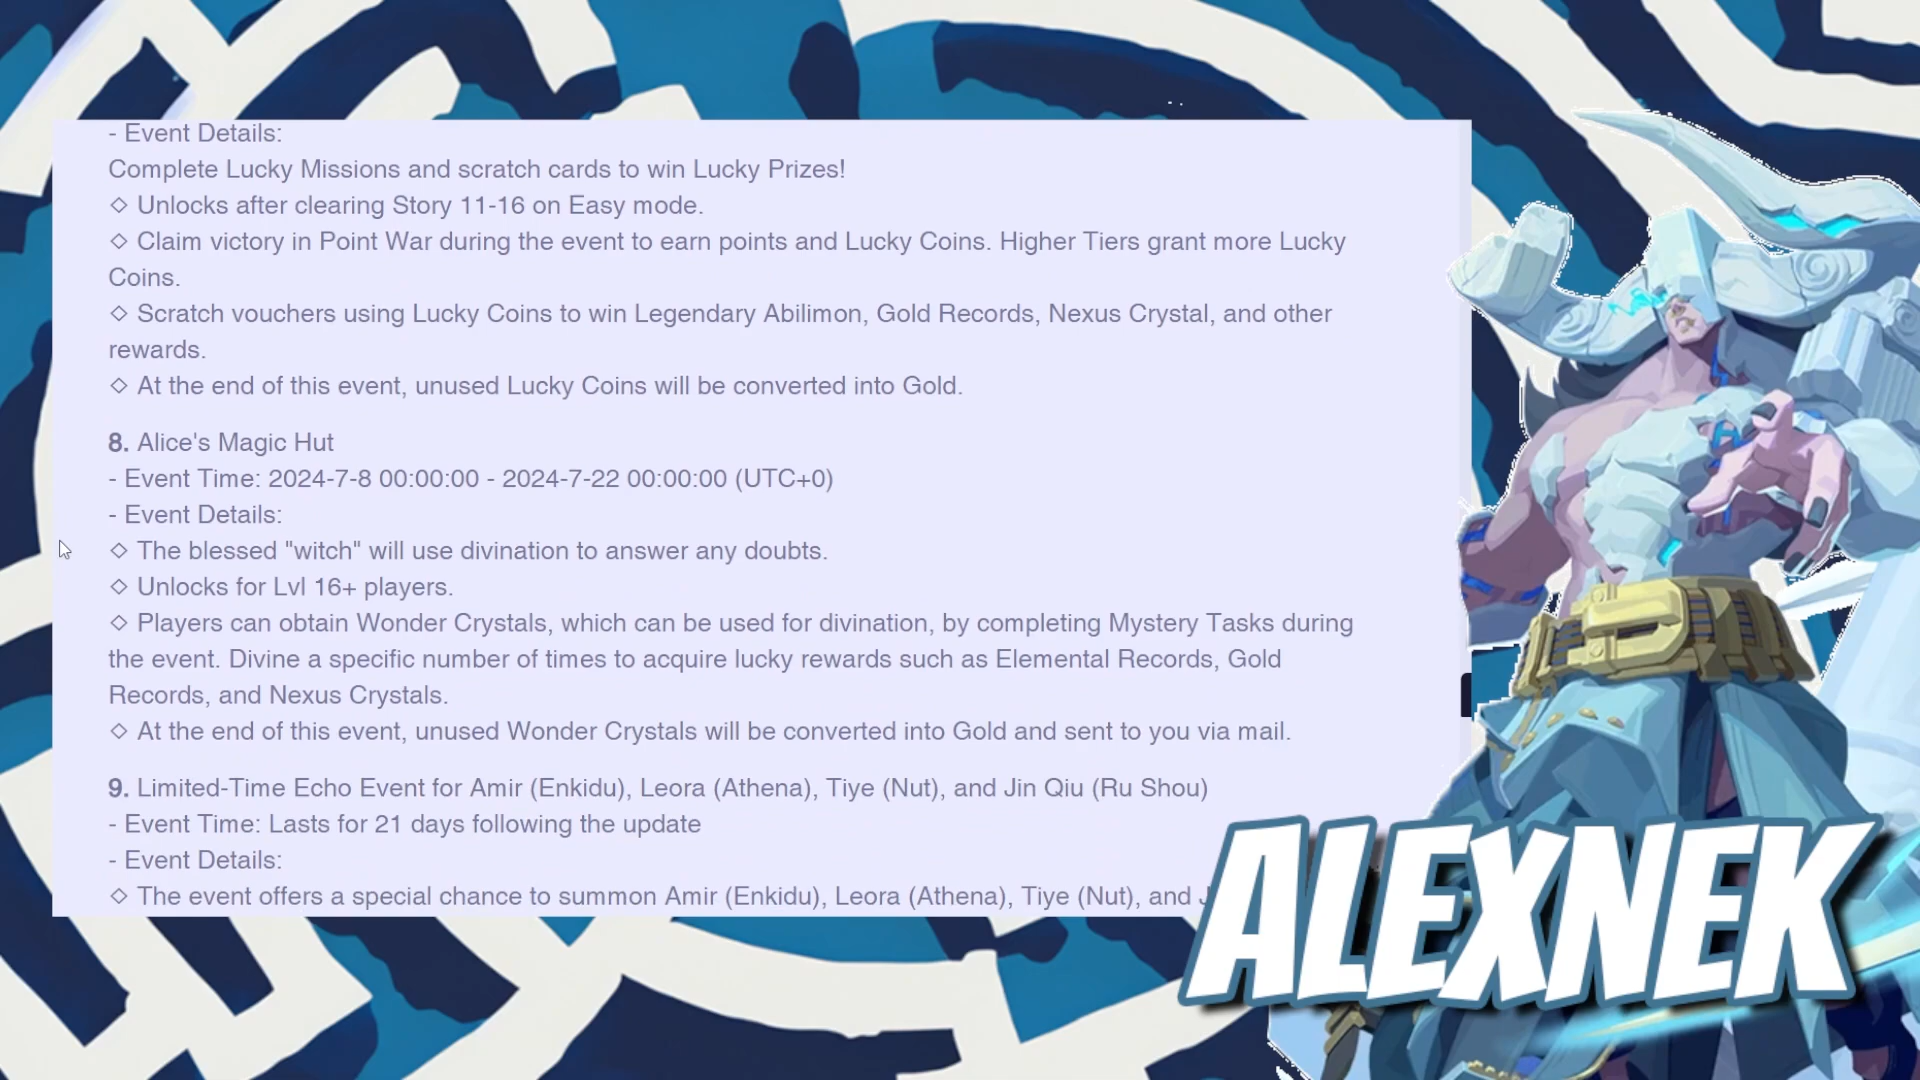 - Event Details:
Complete Lucky Missions and scratch cards to win Lucky Prizes!
◇ Unlocks after clearing Story 11-16 on Easy mode.
◇ Claim victory in Point War during the event to earn points and Lucky Coins. Higher Tiers grant more Lucky
Coins.
◇ Scratch vouchers using Lucky Coins to win Legendary Abilimon, Gold Records, Nexus Crystal, and other
rewards.
◇ At the end of this event, unused Lucky Coins will be converted into Gold.
8. Alice's Magic Hut
- Event Time: 2024-7-8 00:00:00 - 2024-7-22 00:00:00 (UTC+0)
- Event Details:
◇ The blessed "witch" will use divination to answer any doubts.
◇ Unlocks for Lvl 16+ players.
◇ Players can obtain Wonder Crystals, which can be used for divination, by completing Mystery Tasks during
the event. Divine a specific number of times to acquire lucky rewards such as Elemental Records, Gold
Records, and Nexus Crystals.
◇ At the end of this event, unused Wonder Crystals will be converted into Gold and sent to you via mail.
9. Limited-Time Echo Event for Amir (Enkidu), Leora (Athena), Tiye (Nut), and Jin Qiu (Ru Shou)
- Event Time: Lasts for 21 days following the update
- Event Details:
◇ The event offers a special chance to summon Amir (Enkidu), Leora (Athena), Tiye (Nut), and
ALEXNEK